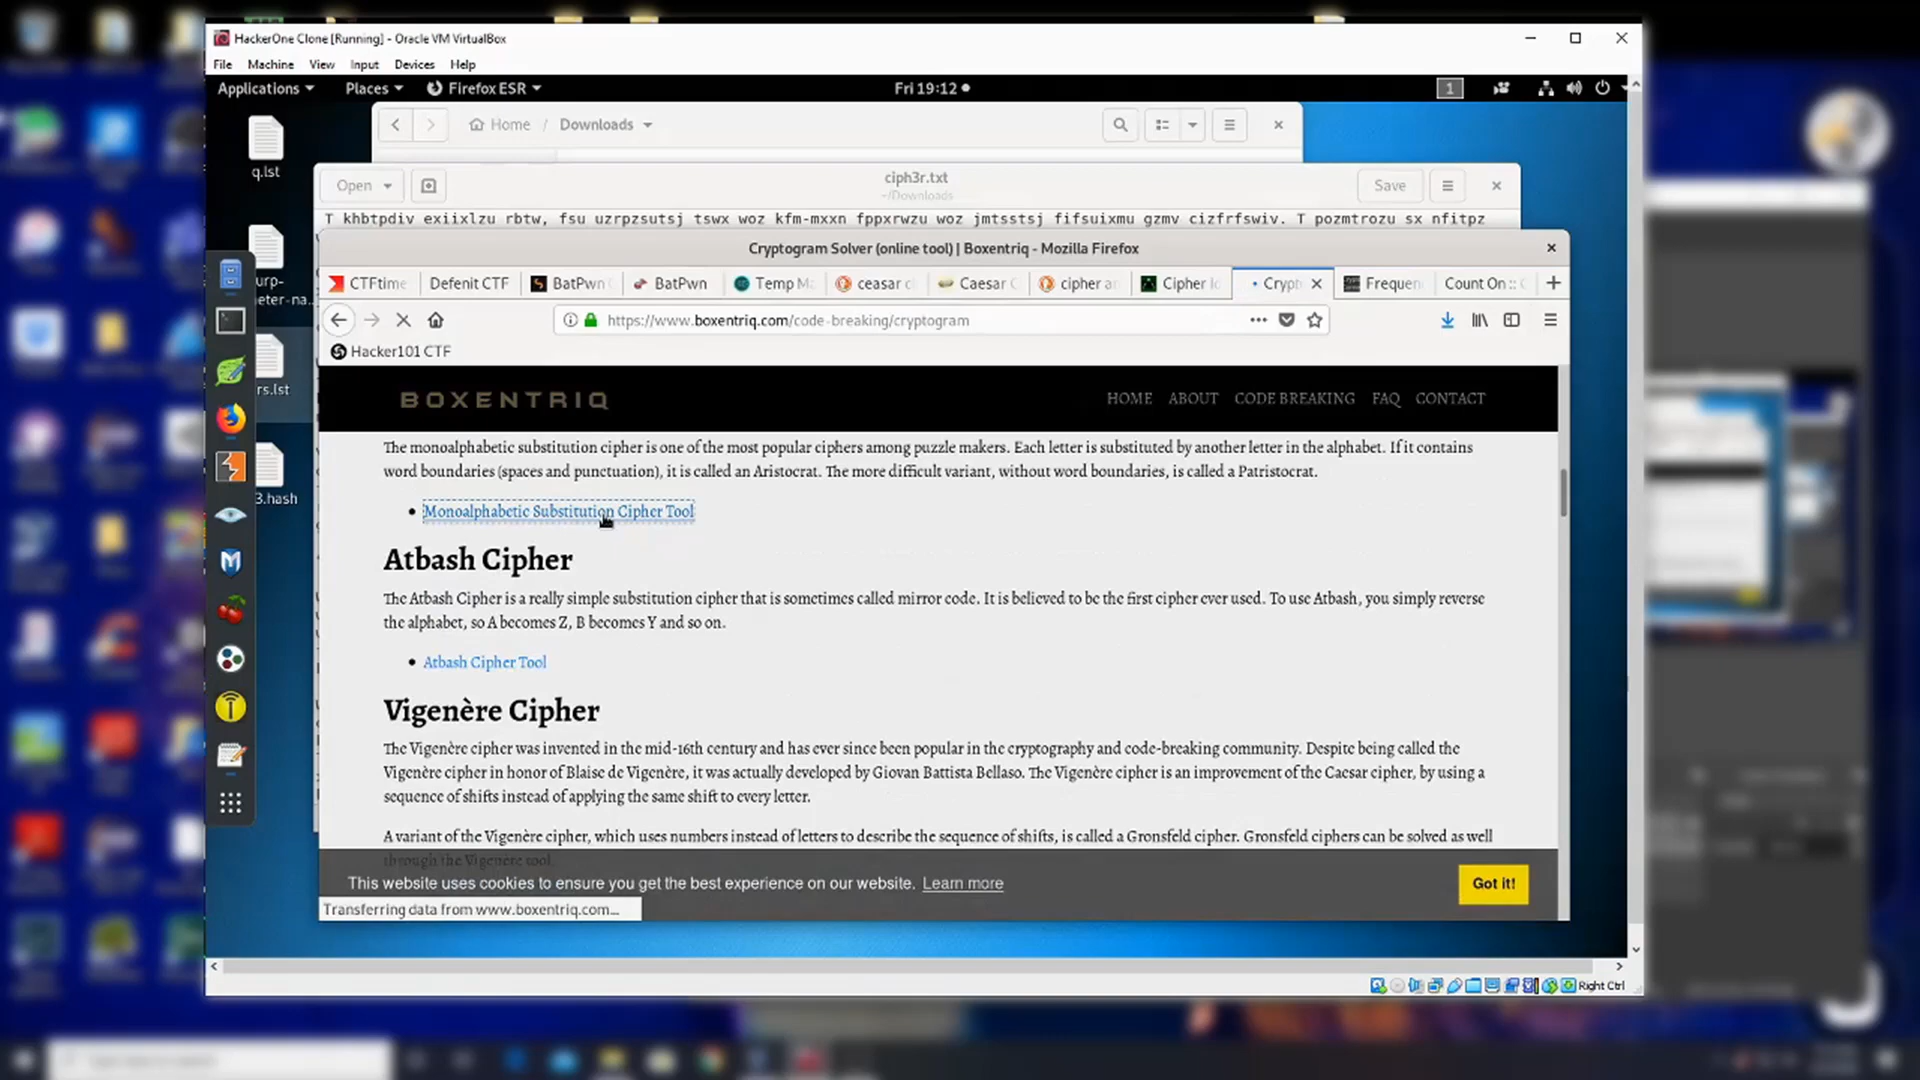 HackerOne Clone [Running] - Oracle VM VirtualBox
File Machine View Input Devices Help
Applications Places Firefox ESR Fri 19:12 1
Home / Downloads
q.lst
Open ciph3r.txt Save
~/Downloads
T khbtpdiv exiixlzu rbtw, fsu uzrpzsutsj tswx woz kfm-mxxn fppxrwzu woz jmtsstsj fifsuixmu gzmv cizfrfswiv. T pozmtrozu sx nfitpz
Cryptogram Solver (online tool) | Boxentriq - Mozilla Firefox
CTFtime Defenit CTF BatPwn BatPwn Temp M ceasar c Caesar C cipher a Cipher Id Crypt Frequen Count On ::
https://www.boxentriq.com/code-breaking/cryptogram
Hacker101 CTF
urp-
eter-na...
rs.lst
3.hash
BOXENTRIQ HOME ABOUT CODE BREAKING FAQ CONTACT
The monoalphabetic substitution cipher is one of the most popular ciphers among puzzle makers. Each letter is substituted by another letter in the alphabet. If it contains
word boundaries (spaces and punctuation), it is called an Aristocrat. The more difficult variant, without word boundaries, is called a Patristocrat.
Monoalphabetic Substitution Cipher Tool
Atbash Cipher
The Atbash Cipher is a really simple substitution cipher that is sometimes called mirror code. It is believed to be the first cipher ever used. To use Atbash, you simply reverse
the alphabet, so A becomes Z, B becomes Y and so on.
Atbash Cipher Tool
Vigenère Cipher
The Vigenère cipher was invented in the mid-16th century and has ever since been popular in the cryptography and code-breaking community. Despite being called the
Vigenère cipher in honor of Blaise de Vigenère, it was actually developed by Giovan Battista Bellaso. The Vigenère cipher is an improvement of the Caesar cipher, by using a
sequence of shifts instead of applying the same shift to every letter.
A variant of the Vigenère cipher, which uses numbers instead of letters to describe the sequence of shifts, is called a Gronsfeld cipher. Gronsfeld ciphers can be solved as well
through the Vigenère tool.
This website uses cookies to ensure you get the best experience on our website. Learn more Got it!
Transferring data from www.boxentriq.com...
Right Ctrl